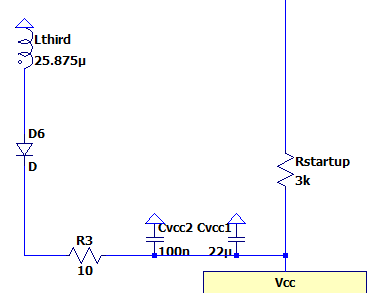 Lthird
25.875µ
D6
D
Rstartup
3k
Cvcc2 Cvcc1
R3
100n 22µ
10
Vcc